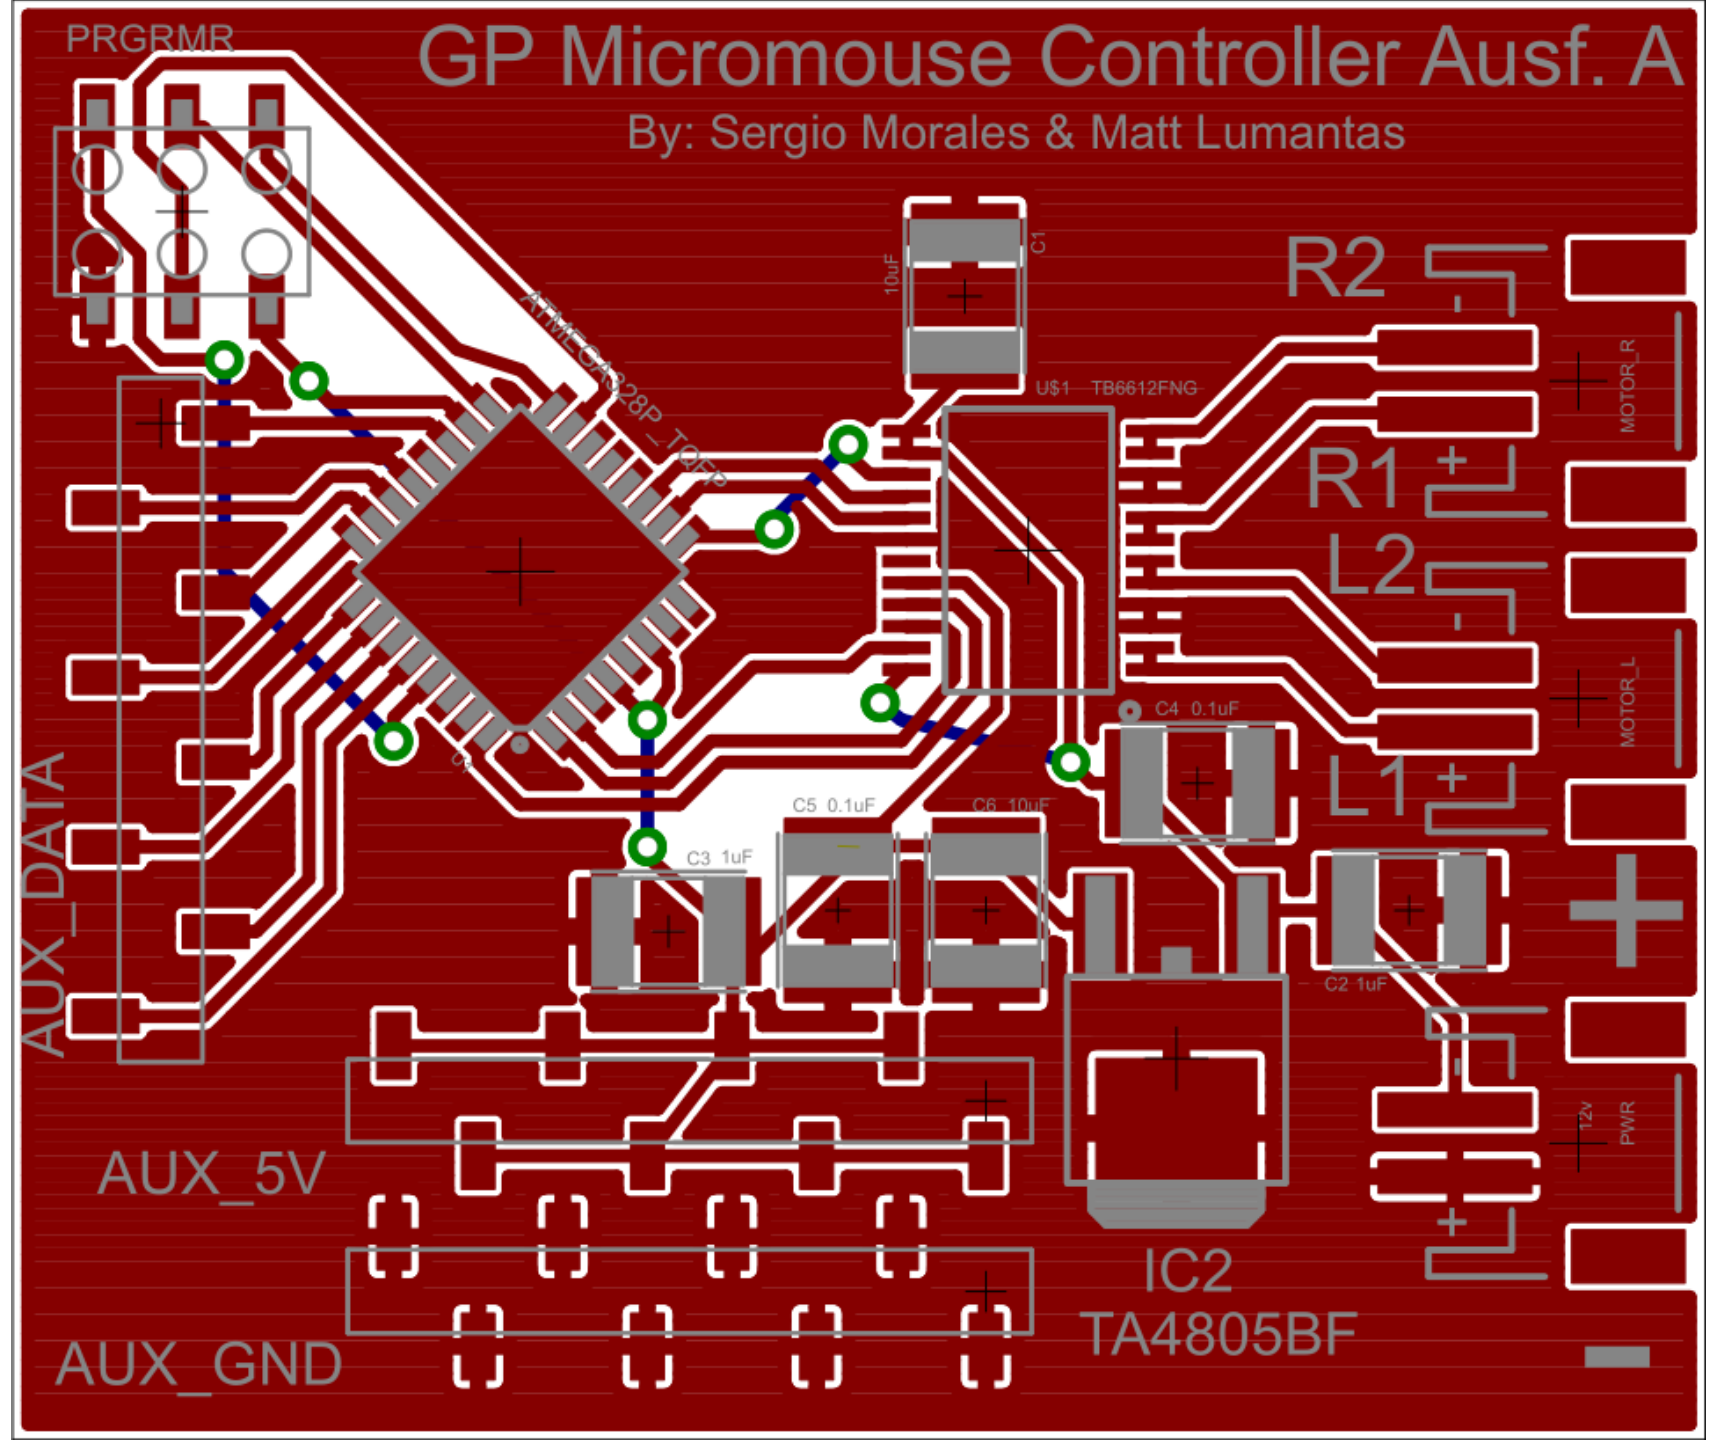 PRGRMR
GP Micromouse Controller Ausf. A
By: Sergio Morales & Matt Lumantas
C1
10uF
R2
-
ATMEGA328P_TQFP
U$1 TB6612FNG
MOTOR_R
R1
+
L2
-
MOTOR_L
C4 0.1uF
L1
+
C5 0.1uF
C6 10uF
C3 1uF
AUX_DATA
+
C2 1uF
-
12v
PWR
AUX_5V
+
IC2
TA4805BF
AUX_GND
-